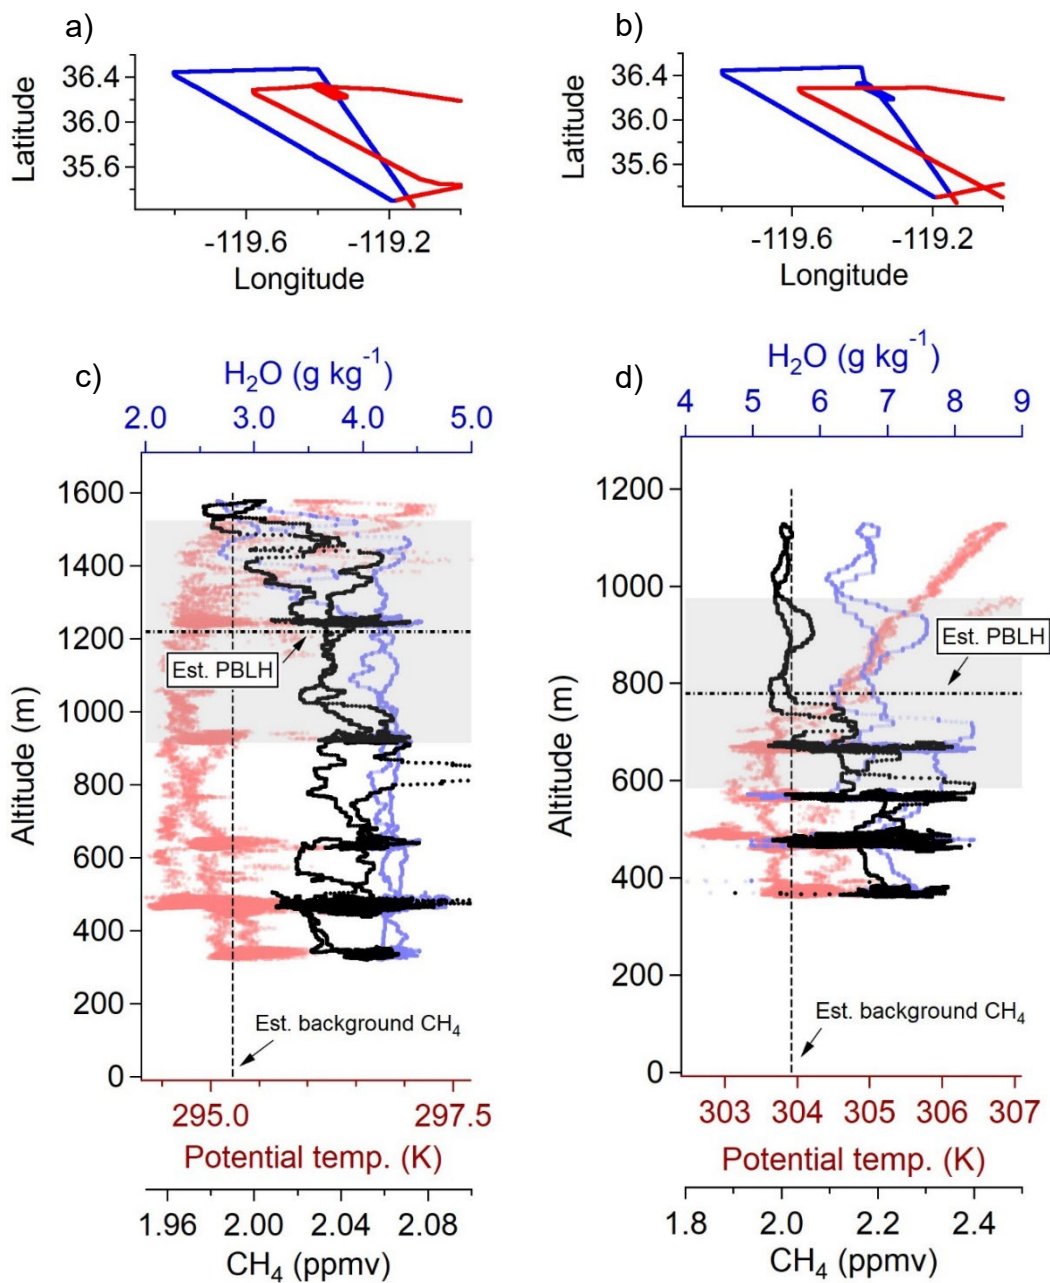 a)
Latitude
36.4
36.0
35.6
-119.6
-119.2
Longitude
b)
Latitude
36.4
36.0
35.6
-119.6
-119.2
Longitude
c)
H₂O (g kg⁻¹)
2.0 3.0 4.0 5.0
Altitude (m)
1600
1400
1200
1000
800
600
400
200
0
Est. PBLH
Est. background CH₄
295.0 297.5
Potential temp. (K)
1.96 2.00 2.04 2.08
CH₄ (ppmv)
d)
H₂O (g kg⁻¹)
4 5 6 7 8 9
Altitude (m)
1200
1000
800
600
400
200
0
Est. PBLH
Est. background CH₄
303 304 305 306 307
Potential temp. (K)
1.8 2.0 2.2 2.4
CH₄ (ppmv)